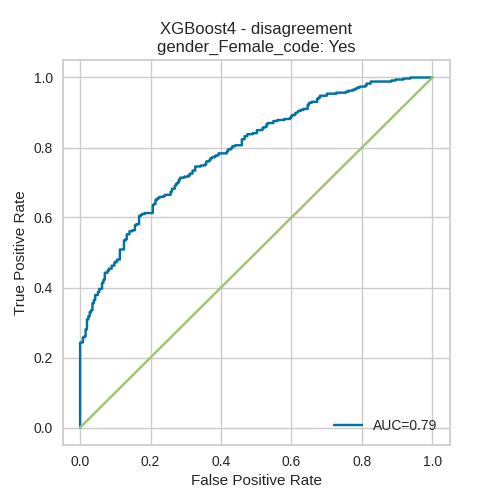 XGBoost4 - disagreement
gender_Female_code: Yes
True Positive Rate
1.0
0.8
0.6
0.4
0.2
0.0
AUC=0.79
0.0 0.2 0.4 0.6 0.8 1.0
False Positive Rate